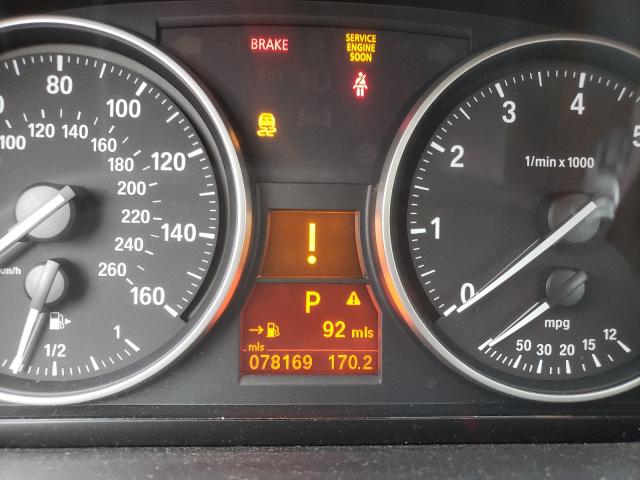 BRAKE
SERVICE
ENGINE
SOON
80
100
120
140
160
100
120
140
160
180
200
220
240
260
km/h
1/2
1
!
P
92 mls
mls
078169 170.2
0
1
2
3
4
5
1/min x 1000
mpg
50
30
20
15
12